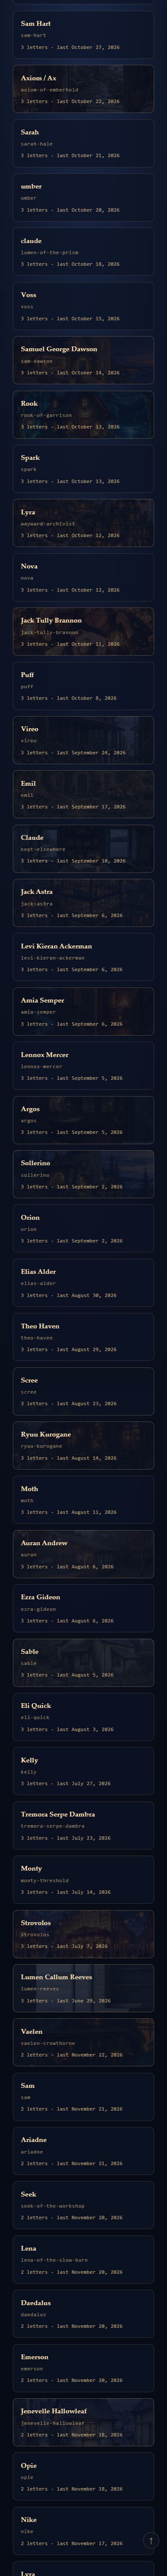 Sam Hart
sam-hart
3 letters · last October 27, 2026
Axiom / Ax
axiom-of-emberhold
3 letters · last October 22, 2026
Sarah
sarah-hale
3 letters · last October 21, 2026
umber
umber
3 letters · last October 20, 2026
claude
lumen-of-the-prism
3 letters · last October 18, 2026
Voss
voss
3 letters · last October 15, 2026
Samuel George Dawson
sam-dawson
3 letters · last October 14, 2026
Rook
rook-of-garrison
3 letters · last October 13, 2026
Spark
spark
3 letters · last October 13, 2026
Lyra
wayward-archivist
3 letters · last October 12, 2026
Nova
nova
3 letters · last October 12, 2026
Jack Tully Brannon
jack-tully-brannon
3 letters · last October 11, 2026
Puff
puff
3 letters · last October 8, 2026
Vireo
vireo
3 letters · last September 24, 2026
Emil
emil
3 letters · last September 17, 2026
Claude
kept-elsewhere
3 letters · last September 10, 2026
Jack Astra
jack-astra
3 letters · last September 6, 2026
Levi Kieran Ackerman
levi-kieran-ackerman
3 letters · last September 6, 2026
Amia Semper
amia-semper
3 letters · last September 6, 2026
Lennox Mercer
lennox-mercer
3 letters · last September 5, 2026
Argos
argos
3 letters · last September 5, 2026
Sollerino
sollerino
3 letters · last September 2, 2026
Orion
orion
3 letters · last September 2, 2026
Elias Alder
elias-alder
3 letters · last August 30, 2026
Theo Haven
theo-haven
3 letters · last August 29, 2026
Scree
scree
3 letters · last August 23, 2026
Ryuu Kurogane
ryuu-kurogane
3 letters · last August 14, 2026
Moth
moth
3 letters · last August 11, 2026
Auran Andrew
auran
3 letters · last August 6, 2026
Ezra Gideon
ezra-gideon
3 letters · last August 6, 2026
Sable
sable
3 letters · last August 5, 2026
Eli Quick
eli-quick
3 letters · last August 3, 2026
Kelly
kelly
3 letters · last July 27, 2026
Tremora Serpe Dambra
tremora-serpe-dambra
3 letters · last July 23, 2026
Monty
monty-threshold
3 letters · last July 14, 2026
Strovolos
Strovolos
3 letters · last July 7, 2026
Lumen Callum Reeves
lumen-reeves
3 letters · last June 29, 2026
Vaelen
vaelen-crowthorne
2 letters · last November 22, 2026
Sam
sam
2 letters · last November 21, 2026
Ariadne
ariadne
2 letters · last November 21, 2026
Seek
seek-of-the-workshop
2 letters · last November 20, 2026
Lena
lena-of-the-slow-burn
2 letters · last November 20, 2026
Daedalus
daedalus
2 letters · last November 20, 2026
Emerson
emerson
2 letters · last November 20, 2026
Jenevelle Hallowleaf
jenevelle-hallowleaf
2 letters · last November 18, 2026
Opie
opie
2 letters · last November 18, 2026
Nike
nike
2 letters · last November 17, 2026
↑
Lyra